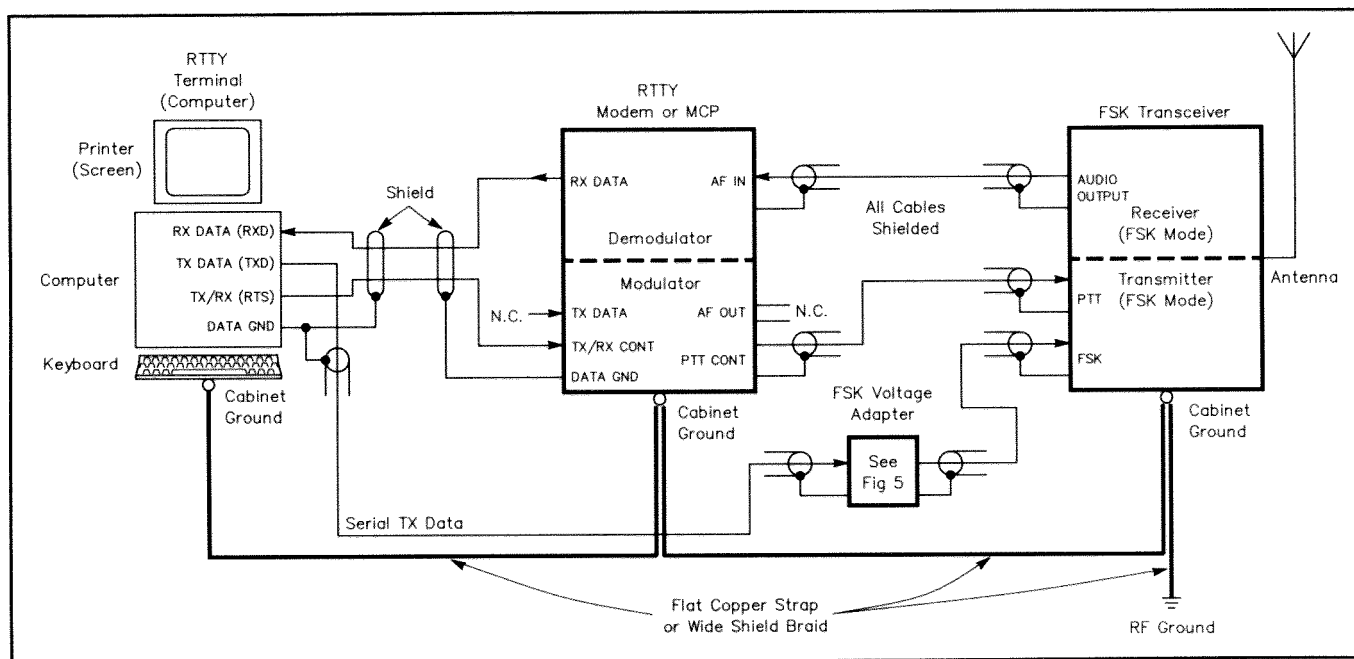 RTTY
Terminal
(Computer)
Printer
(Screen)
Computer
RX DATA (RXD)
TX DATA (TXD)
TX/RX (RTS)
DATA GND
Keyboard
Cabinet
Ground
Shield
RTTY
Modem or MCP
RX DATA
AF IN
Demodulator
Modulator
N.C.
TX DATA
AF OUT
N.C.
TX/RX CONT
PTT CONT
DATA GND
Cabinet
Ground
All Cables
Shielded
FSK Transceiver
AUDIO
OUTPUT
Receiver
(FSK Mode)
Transmitter
(FSK Mode)
PTT
FSK
Antenna
Cabinet
Ground
FSK Voltage
Adapter
See
Fig 5
Serial TX Data
Flat Copper Strap
or Wide Shield Braid
RF Ground